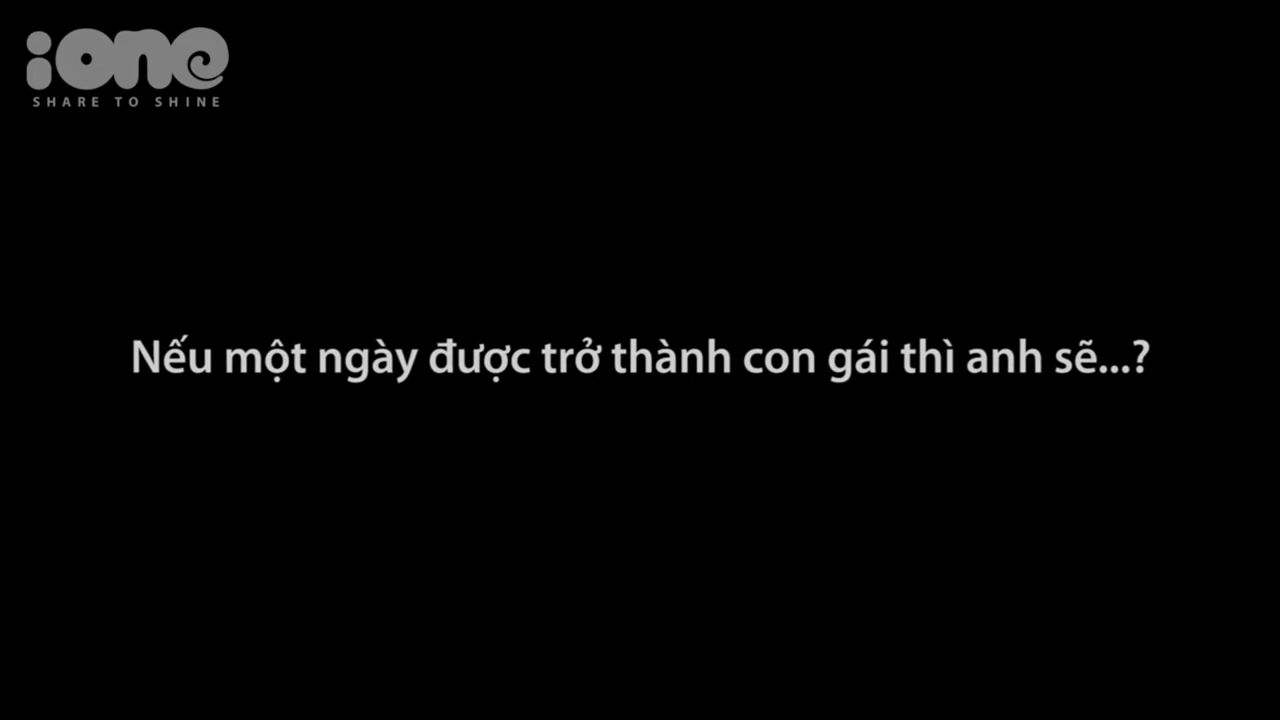 ione
SHARE TO SHINE
Nếu một ngày được trở thành con gái thì anh sẽ...?